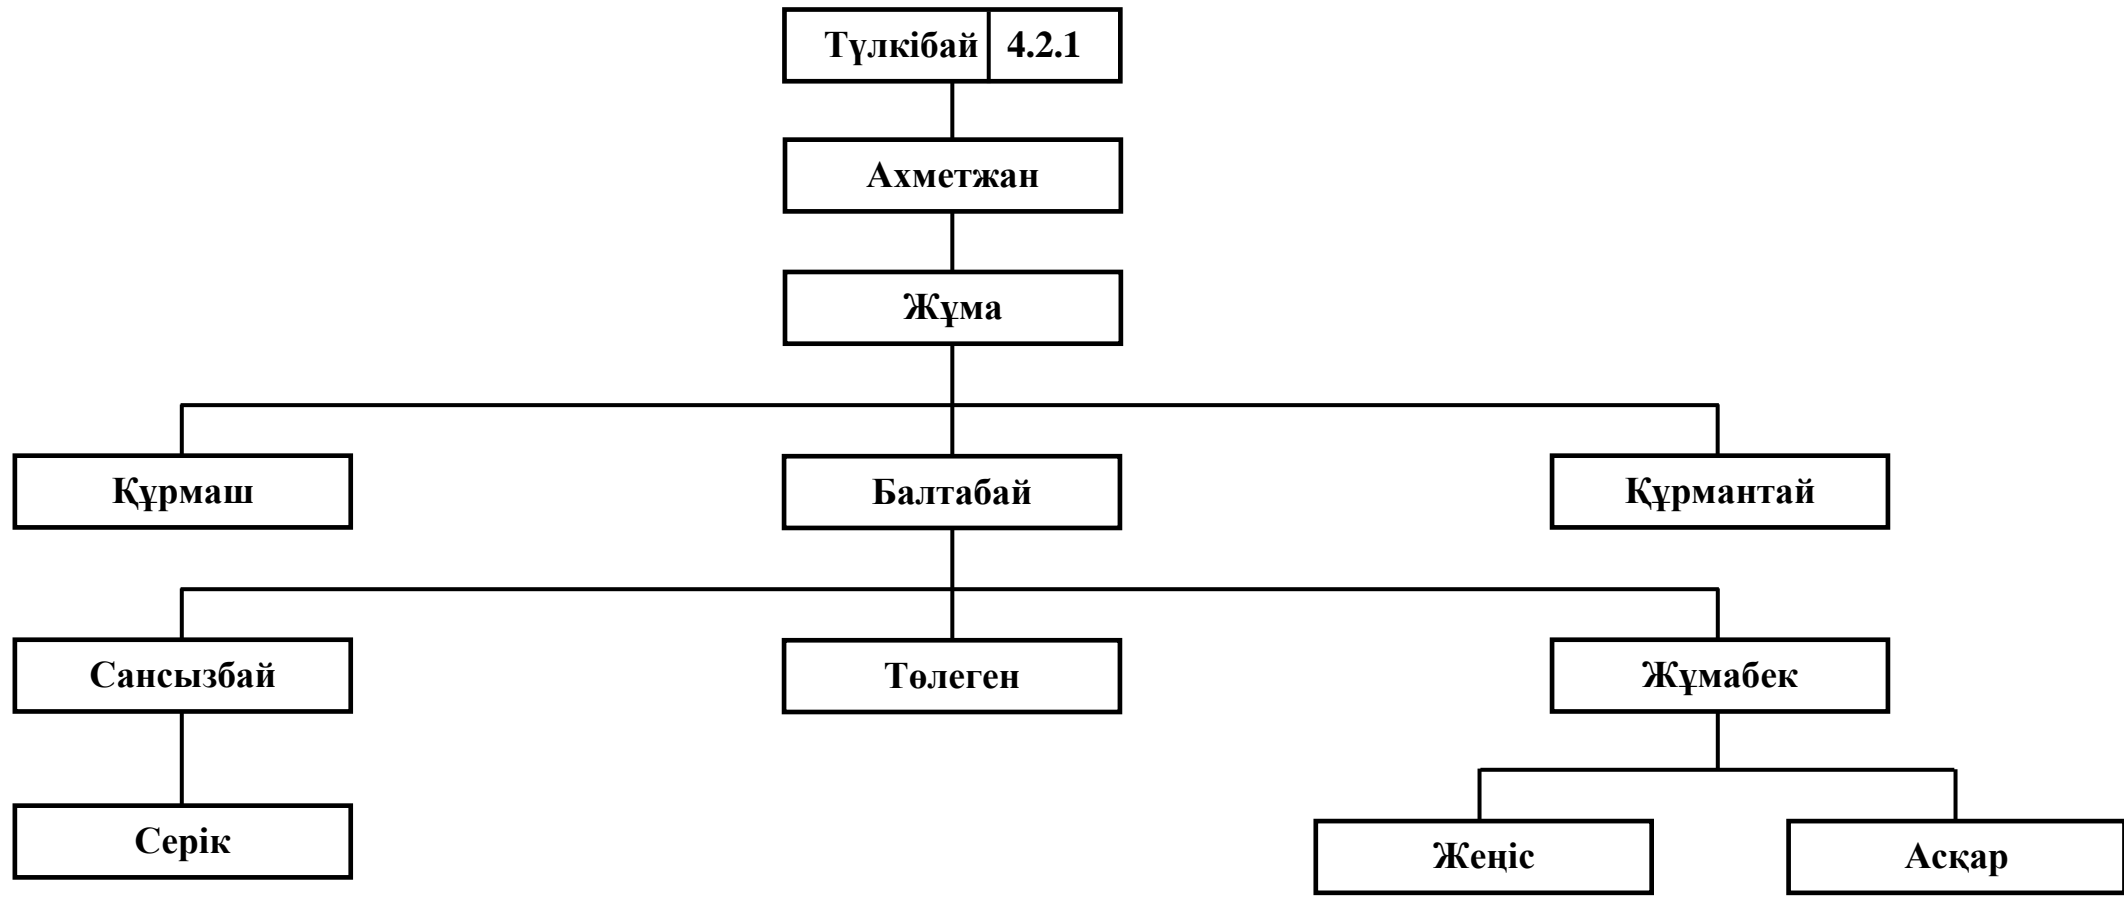 Түлкібай 4.2.1
Ахметжан
Жұма
Құрмаш Балтабай Құрмантай
Сансызбай Төлеген Жұмабек
Серік Жеңіс Асқар